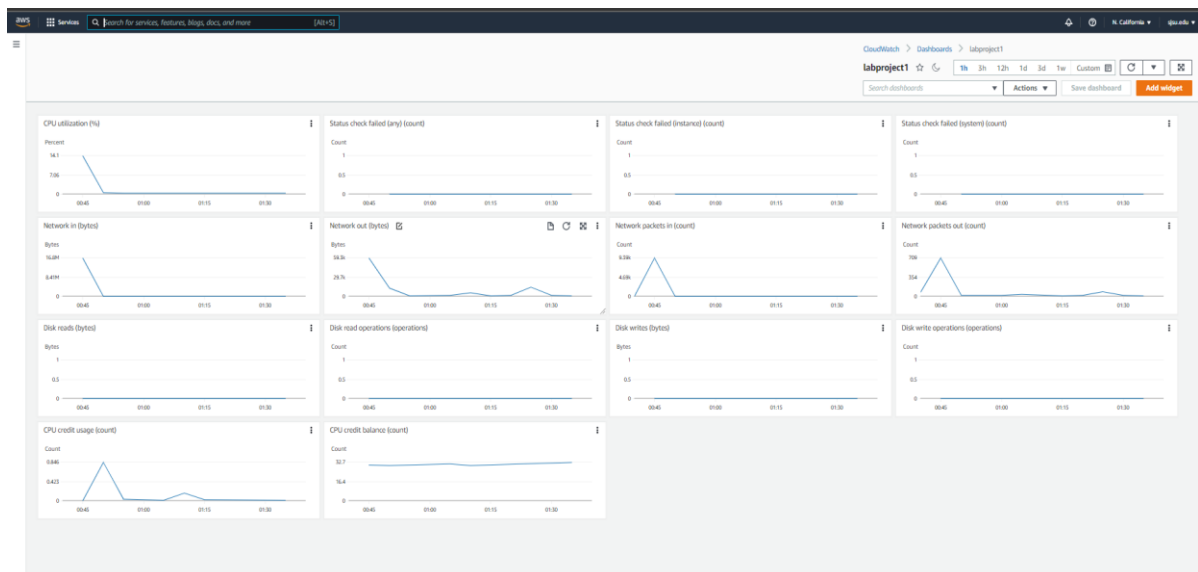 aws Services Search for services, features, blogs, docs, and more [Alt+S] N. California
CloudWatch > Dashboards > labproject1
labproject1 1h 3h 12h 1d 3d 1w Custom
Search dashboards Actions Save dashboard Add widget
CPU utilization (%)
Percent
14.1
7.06
0
00:45 01:00 01:15 01:30
Status check failed (any) (count)
Count
1
0.5
0
00:45 01:00 01:15 01:30
Status check failed (instance) (count)
Count
1
0.5
0
00:45 01:00 01:15 01:30
Status check failed (system) (count)
Count
1
0.5
0
00:45 01:00 01:15 01:30
Network in (bytes)
Bytes
16.8M
8.41M
0
00:45 01:00 01:15 01:30
Network out (bytes)
Bytes
0
00:45 01:00 01:15 01:30
Network packets in (count)
Count
4.69k
0
00:45 01:00 01:15 01:30
Network packets out (count)
Count
354
0
00:45 01:00 01:15 01:30
Disk reads (bytes)
Bytes
1
0.5
0
00:45 01:00 01:15 01:30
Disk read operations (operations)
Count
1
0.5
0
00:45 01:00 01:15 01:30
Disk writes (bytes)
Bytes
1
0.5
0
00:45 01:00 01:15 01:30
Disk write operations (operations)
Count
1
0.5
0
00:45 01:00 01:15 01:30
CPU credit usage (count)
Count
0.846
0.423
0
00:45 01:00 01:15 01:30
CPU credit balance (count)
Count
32.7
16.4
0
00:45 01:00 01:15 01:30